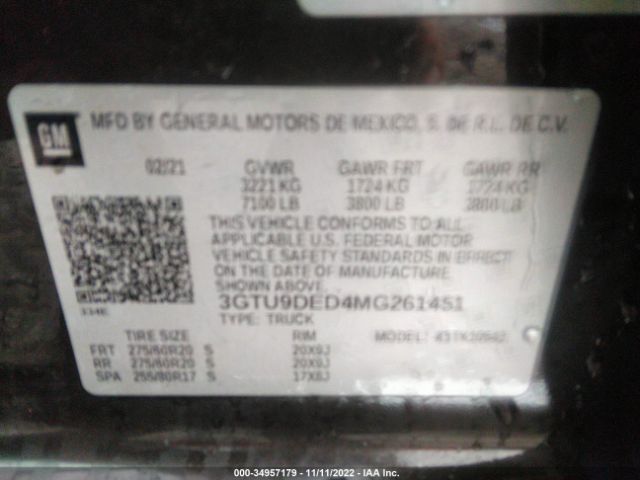 GM
MFD BY GENERAL MOTORS DE MEXICO, S. DE R.L. DE C.V.
02/21 GVWR GAWR FRT GAWR RR
3221 KG 1724 KG 1724 KG
7100 LB 3800 LB 3800 LB
THIS VEHICLE CONFORMS TO ALL
APPLICABLE U.S. FEDERAL MOTOR
VEHICLE SAFETY STANDARDS IN EFFECT
ON THE DATE OF MANUFACTURE
SHOWN ABOVE.
3GTU9DED4MG261451
TYPE: TRUCK MODEL:
TIRE SIZE RIM
FRT 275/60R20 S 20X9J
RR 275/60R20 S 20X9J
SPA 255/80R17 S 17X8J
000-34957179 - 11/11/2022 - IAA Inc.